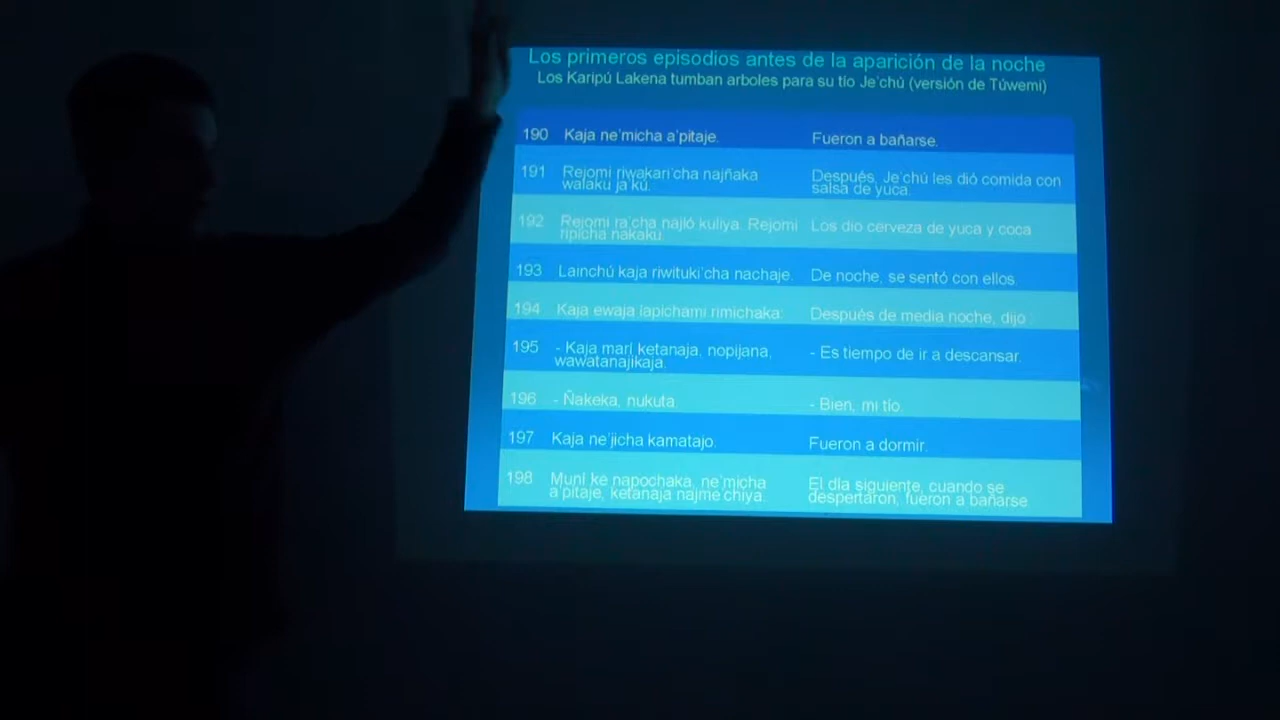 Los primeros episodios antes de la aparición de la noche
Los Karipú Lakena tumban arboles para su tío Je'chú (versión de Túwemi)
190 Kaja ne'micha a'pitaje. Fueron a bañarse.
191 Rejomi riwakari'cha najñaka Después, Je'chú les dió comida con
walaku ja'kú. salsa de yuca.
192 Rejomi ra'cha najló kuliya. Rejomi Los dio cerveza de yuca y coca
ripicha nakaku.
193 Lainchú kaja riwituki'cha nachaje. De noche, se sentó con ellos.
194 Kaja ewaja lapichami rimichaka: Después de media noche, dijo :
195 - Kaja marí ketanaja, nopijana, - Es tiempo de ir a descansar.
wawatanajikaja.
196 - Ñakeka, nukuta. - Bien, mi tío.
197 Kaja ne'jicha kamatajo. Fueron a dormir.
198 Muní ke napochaka, ne'micha El día siguiente, cuando se
a'pitaje, ketanaja najme'chiya. despertaron, fueron a bañarse.